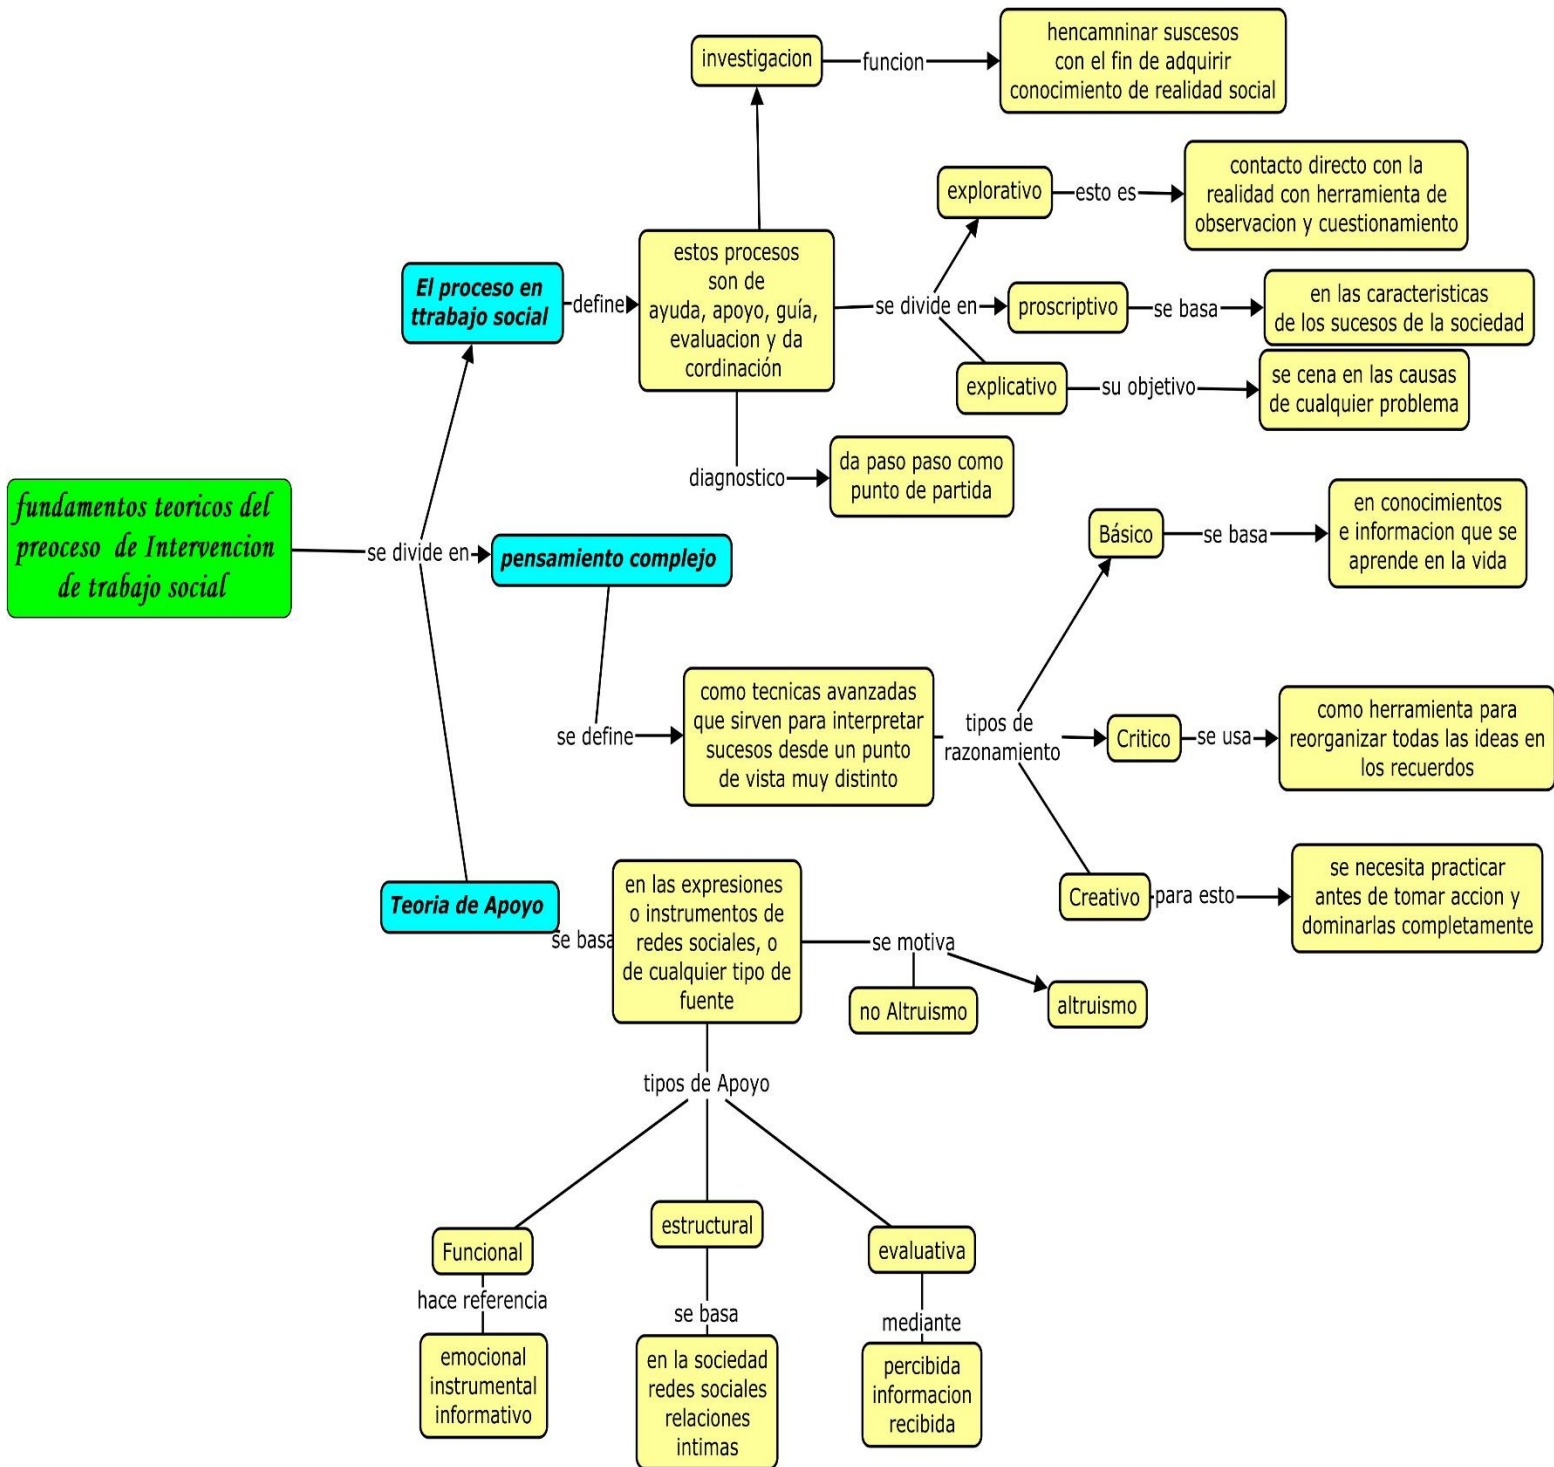 investigacion
funcion
hencamninar suscesos
con el fin de adquirir
conocimiento de realidad social
explorativo
esto es
contacto directo con la
realidad con herramienta de
observacion y cuestionamiento
El proceso en
ttrabajo social
define
estos procesos
son de
ayuda, apoyo, guía,
evaluacion y da
cordinación
se divide en
proscriptivo
se basa
en las caracteristicas
de los sucesos de la sociedad
explicativo
su objetivo
se cena en las causas
de cualquier problema
diagnostico
da paso paso como
punto de partida
fundamentos teoricos del
preoceso de Intervencion
de trabajo social
se divide en
pensamiento complejo
se define
como tecnicas avanzadas
que sirven para interpretar
sucesos desde un punto
de vista muy distinto
tipos de
razonamiento
Básico
se basa
en conocimientos
e informacion que se
aprende en la vida
Critico
se usa
como herramienta para
reorganizar todas las ideas en
los recuerdos
Creativo
para esto
se necesita practicar
antes de tomar accion y
dominarlas completamente
Teoria de Apoyo
se basa
en las expresiones
o instrumentos de
redes sociales, o
de cualquier tipo de
fuente
se motiva
no Altruismo
altruismo
tipos de Apoyo
Funcional
hace referencia
emocional
instrumental
informativo
estructural
se basa
en la sociedad
redes sociales
relaciones
intimas
evaluativa
mediante
percibida
informacion
recibida